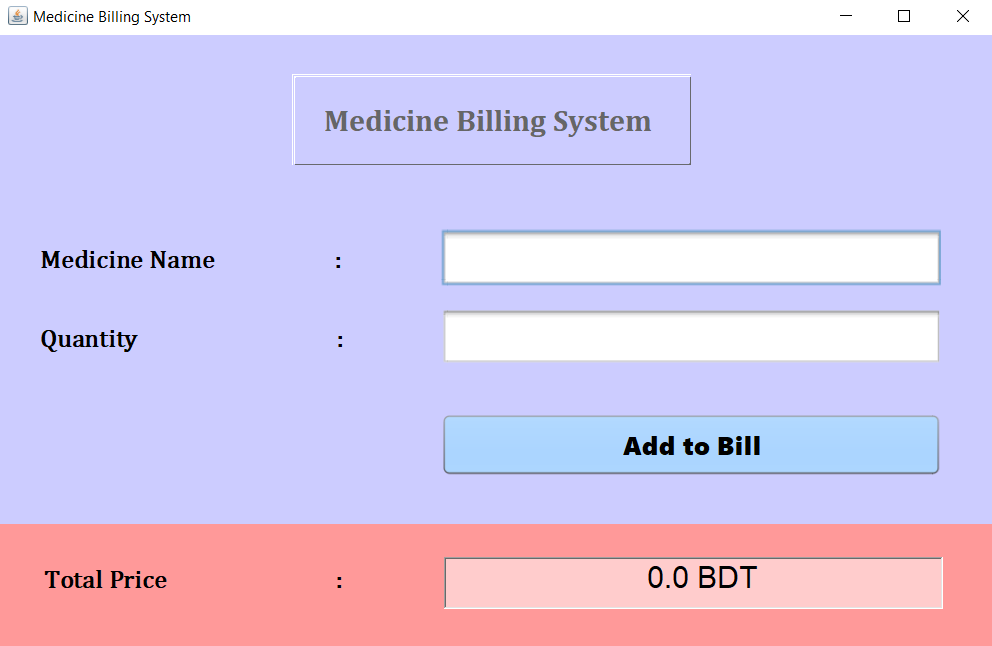 Medicine Billing System
Medicine Billing System
Medicine Name :
Quantity :
Add to Bill
Total Price : 0.0 BDT